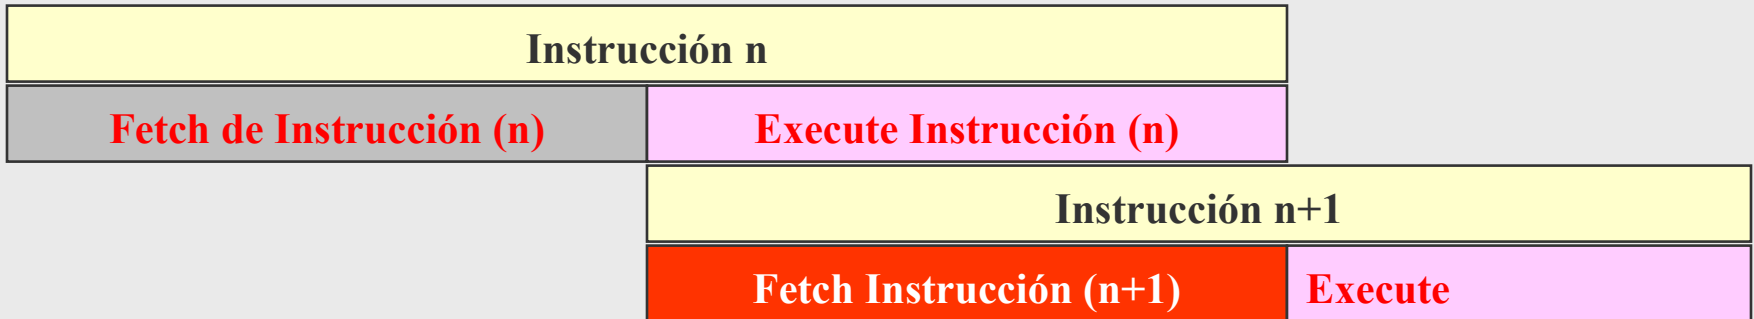 Instrucción n
Fetch de Instrucción (n) Execute Instrucción (n)
Instrucción n+1
Fetch Instrucción (n+1) Execute